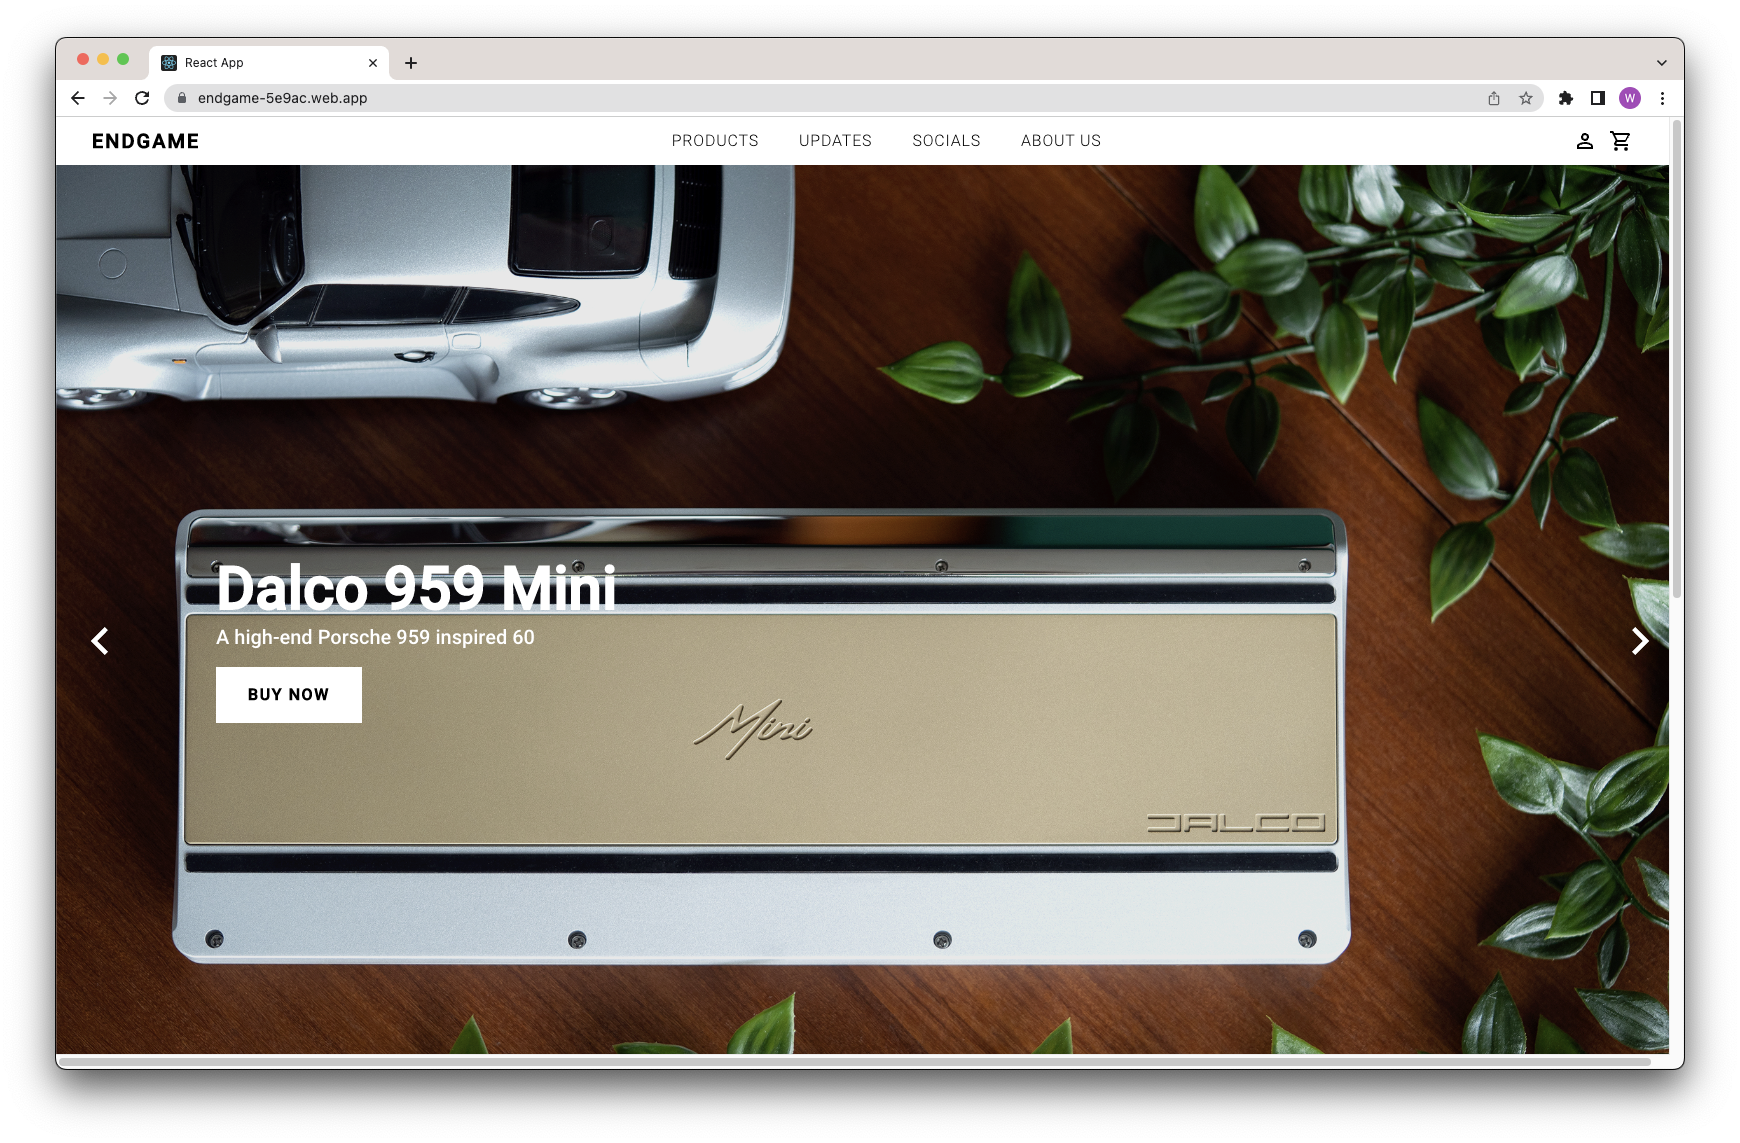 React App
endgame-5e9ac.web.app
W
ENDGAME
PRODUCTS UPDATES SOCIALS ABOUT US
Dalco 959 Mini
A high-end Porsche 959 inspired 60
BUY NOW
Mini
DALCO